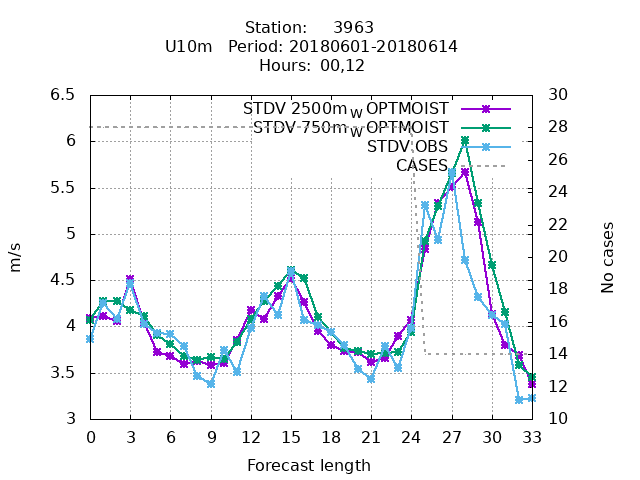 Station: 3963
U10m Period: 20180601-20180614
Hours: 00,12
STDV 2500m_W OPTMOIST
STDV 750m_W OPTMOIST
STDV OBS
CASES
6.5
6
5.5
5
4.5
4
3.5
3
30
28
26
24
22
20
18
16
14
12
10
m/s
No cases
0 3 6 9 12 15 18 21 24 27 30 33
Forecast length